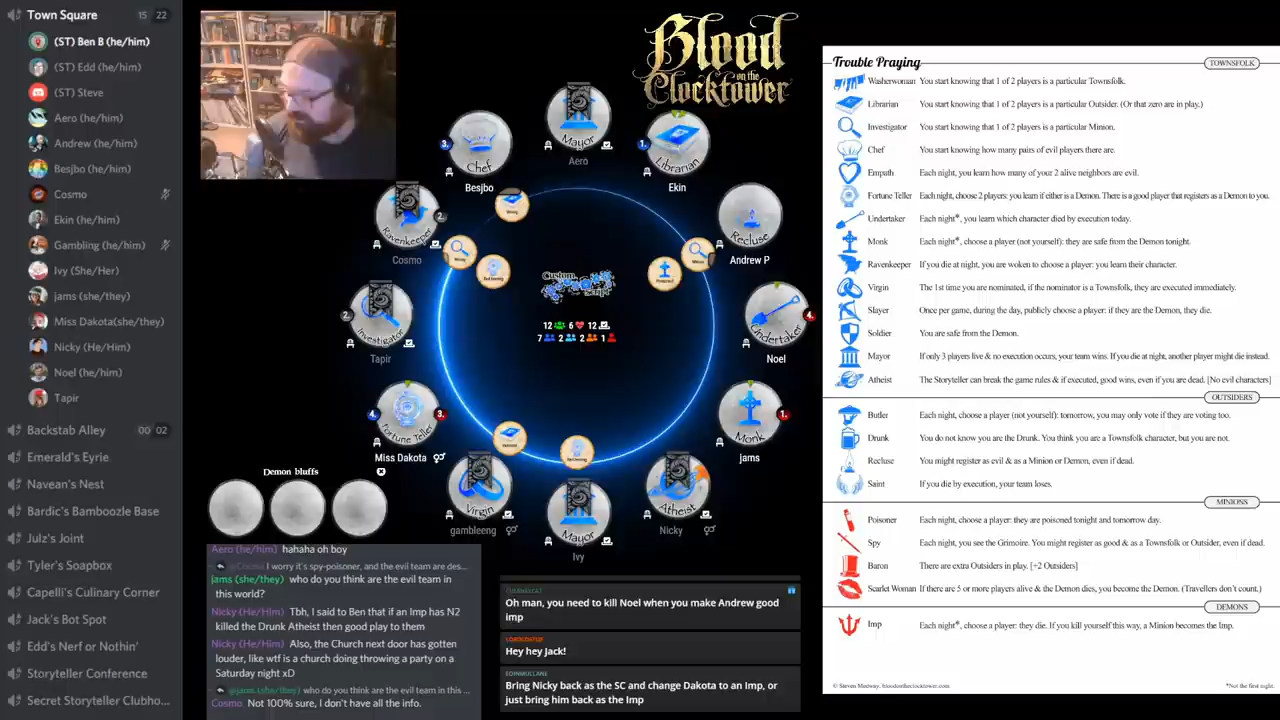 Town Square 15 22
(ST) Ben B (he/him)
(ST) Edd (he/him)
(ST) Steve
Aero (he/him)
Andrew (he/him)
Besjbo (he/him)
Cosmo
Ekin (he/him)
Gambling (he/him)
Ivy (She/Her)
jams (she/they)
Miss Dakota(she/they)
Nicky (He/Him)
Noel (he/him)
Tapir
Backstab Alley 00 02
Emerald's Eyrie
Navean's Nest
Bardic's Bamboozle Base
Julz's Joint
Tyler's Soapbox
Capelli's Culinary Corner
Jack's Jam Spot
Edd's Nerf or Nothin'
Storyteller's Conference
Secret Spectator Clubho...
Blood
on the
Clocktower
Mayor
Aero
3. Chef
Besjbo
1. Librarian
Ekin
Ravenkeeper 2.
Cosmo
Recluse
Andrew P
2. Investigator
Tapir
Undertaker 4.
Noel
4. Fortune Teller 3.
Miss Dakota
Monk 1.
jams
Virgin
gambleeng
Mayor
Ivy
Atheist
Nicky
Custom Script
12 6 12
7 2 2 1
Demon bluffs
Aero (he/him) hahaha oh boy
I worry it's spy-poisoner, and the evil team are des...
jams (she/they) who do you think are the evil team in
this world?
Nicky (He/Him) Tbh, I said to Ben that if an Imp has N2
killed the Drunk Atheist then good play to them
Nicky (He/Him) Also, the Church next door has gotten
louder, like wtf is a church doing throwing a party on a
Saturday night xD
@jams (she/they) who do you think are the evil team in this ...
Cosmo: Not 100% sure, I don't have all the info.
Oh man, you need to kill Noel when you make Andrew good
imp
Hey hey Jack!
Bring Nicky back as the SC and change Dakota to an Imp, or
just bring him back as the Imp
Trouble Praying
TOWNSFOLK
Washerwoman You start knowing that 1 of 2 players is a particular Townsfolk.
Librarian You start knowing that 1 of 2 players is a particular Outsider. (Or that zero are in play.)
Investigator You start knowing that 1 of 2 players is a particular Minion.
Chef You start knowing how many pairs of evil players there are.
Empath Each night, you learn how many of your 2 alive neighbors are evil.
Fortune Teller Each night, choose 2 players: you learn if either is a Demon. There is a good player that registers as a Demon to you.
Undertaker Each night*, you learn which character died by execution today.
Monk Each night*, choose a player (not yourself): they are safe from the Demon tonight.
Ravenkeeper If you die at night, you are woken to choose a player: you learn their character.
Virgin The 1st time you are nominated, if the nominator is a Townsfolk, they are executed immediately.
Slayer Once per game, during the day, publicly choose a player: if they are the Demon, they die.
Soldier You are safe from the Demon.
Mayor If only 3 players live & no execution occurs, your team wins. If you die at night, another player might die instead.
Atheist The Storyteller can break the game rules & if executed, good wins, even if you are dead. [No evil characters]
OUTSIDERS
Butler Each night, choose a player (not yourself): tomorrow, you may only vote if they are voting too.
Drunk You do not know you are the Drunk. You think you are a Townsfolk character, but you are not.
Recluse You might register as evil & as a Minion or Demon, even if dead.
Saint If you die by execution, your team loses.
MINIONS
Poisoner Each night, choose a player: they are poisoned tonight and tomorrow day.
Spy Each night, you see the Grimoire. You might register as good & as a Townsfolk or Outsider, even if dead.
Baron There are extra Outsiders in play. [+2 Outsiders]
Scarlet Woman If there are 5 or more players alive & the Demon dies, you become the Demon. (Travellers don't count.)
DEMONS
Imp Each night*, choose a player: they die. If you kill yourself this way, a Minion becomes the Imp.
© Steven Medway, bloodontheclocktower.com
*Not the first night.